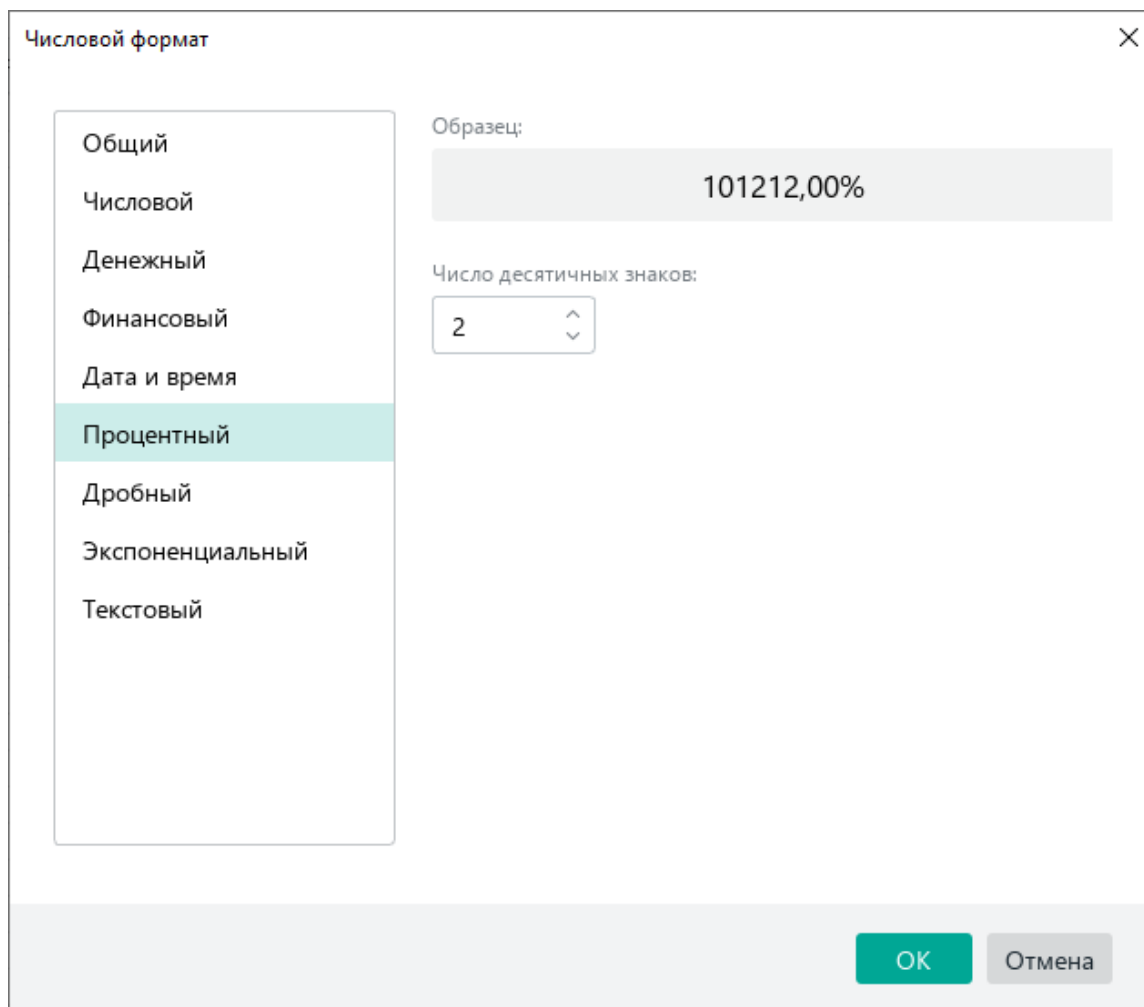 Числовой формат
Общий
Числовой
Денежный
Финансовый
Дата и время
Процентный
Дробный
Экспоненциальный
Текстовый
Образец:
101212,00%
Число десятичных знаков:
2
ОК
Отмена